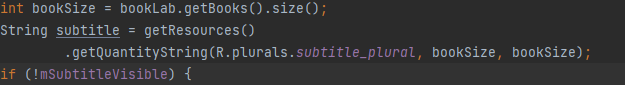 int bookSize = bookLab.getBooks().size();
String subtitle = getResources()
.getQuantityString(R.plurals.subtitle_plural, bookSize, bookSize);
if (!mSubtitleVisible) {